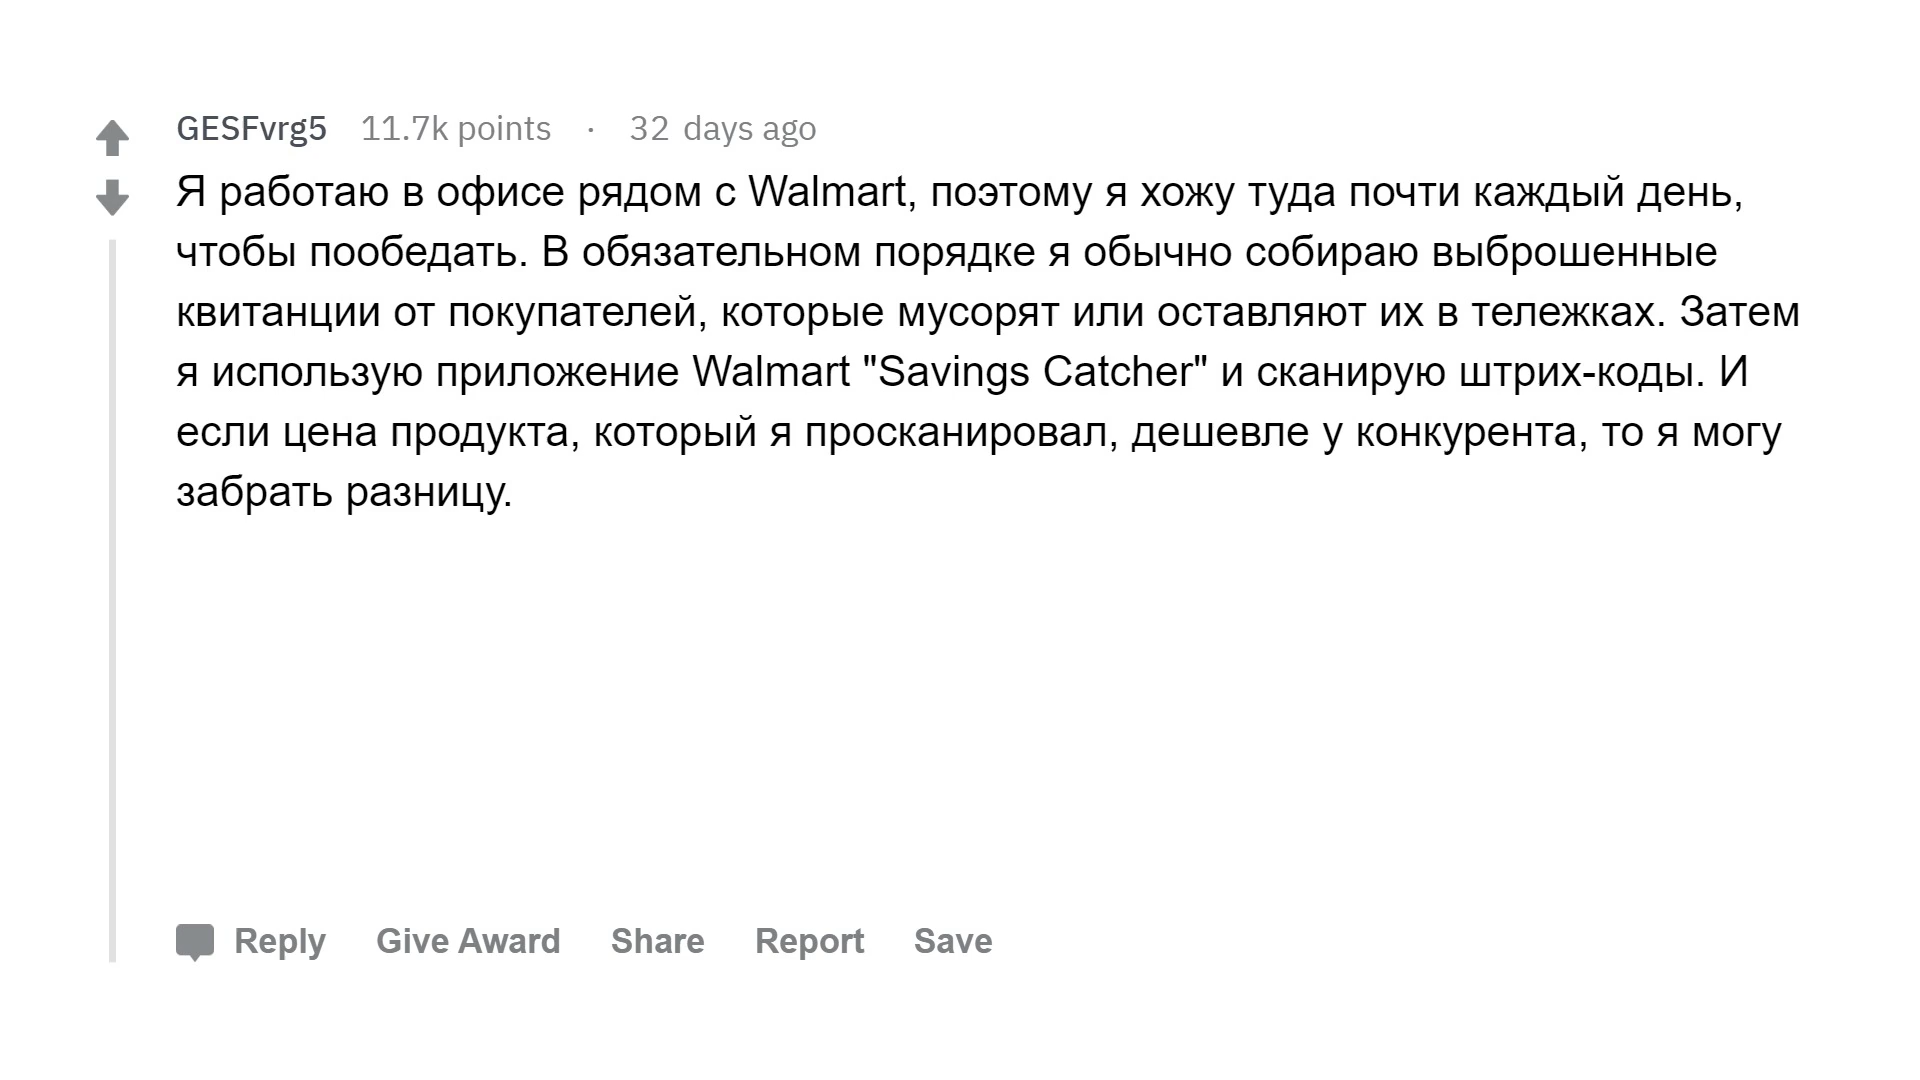 GESFvrg5 11.7k points · 32 days ago
Я работаю в офисе рядом с Walmart, поэтому я хожу туда почти каждый день,
чтобы пообедать. В обязательном порядке я обычно собираю выброшенные
квитанции от покупателей, которые мусорят или оставляют их в тележках. Затем
я использую приложение Walmart "Savings Catcher" и сканирую штрих-коды. И
если цена продукта, который я просканировал, дешевле у конкурента, то я могу
забрать разницу.
Reply Give Award Share Report Save